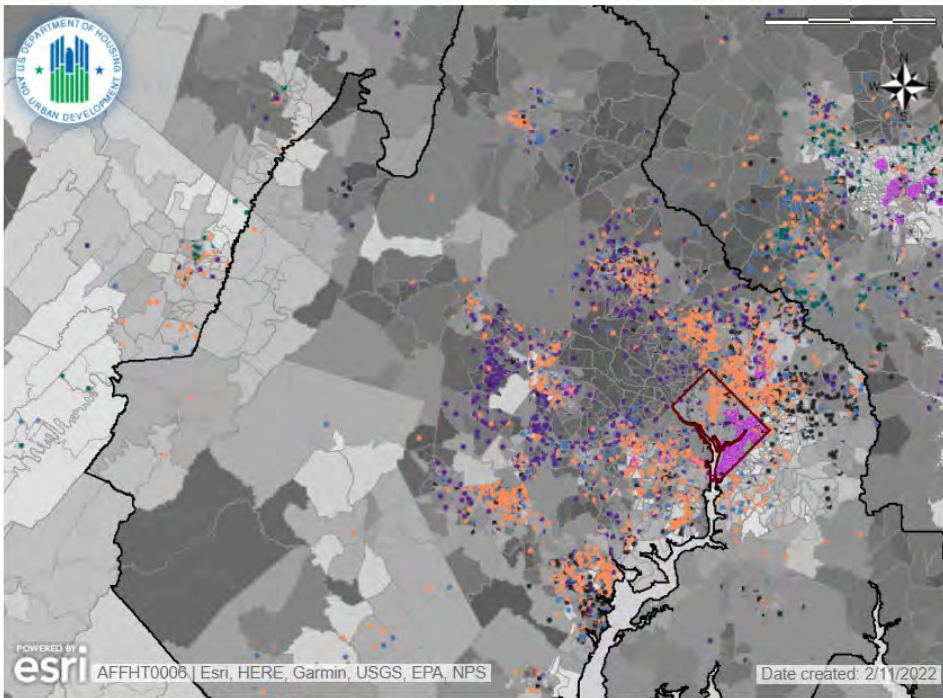 U.S. DEPARTMENT OF HOUSING
AND URBAN DEVELOPMENT
N
W E
S
POWERED BY
esri
AFFHT0006 | Esri, HERE, Garmin, USGS, EPA, NPS
Date created: 2/11/2022